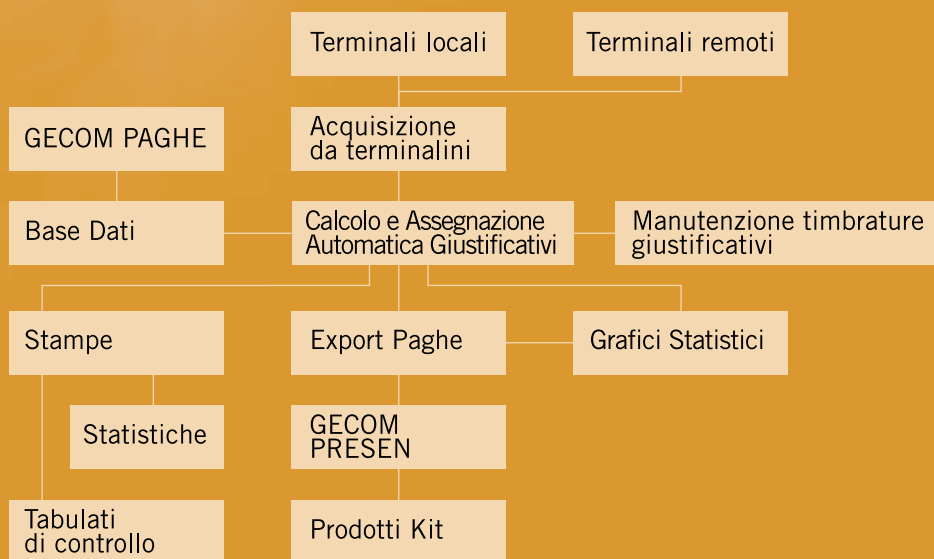 Terminali locali
Terminali remoti
GECOM PAGHE
Acquisizione
da terminalini
Base Dati
Calcolo e Assegnazione
Automatica Giustificativi
Manutenzione timbrature
giustificativi
Stampe
Export Paghe
Grafici Statistici
Statistiche
GECOM
PRESEN
Tabulati
di controllo
Prodotti Kit